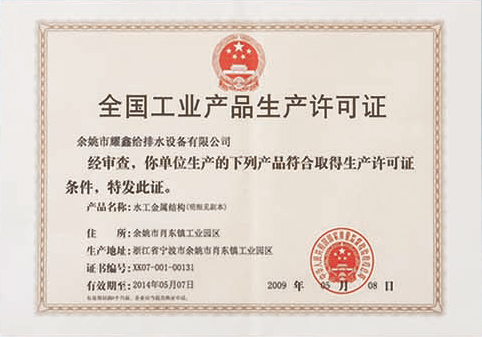 全国工业产品生产许可证
余姚市耀鑫给排水设备有限公司
经审查，你单位生产的下列产品符合取得生产许可证
条件，特发此证。
产品名称：水工金属结构(明细见副本)
住　　所：余姚市肖东镇工业园区
生产地址：浙江省宁波市余姚市肖东镇工业园区
证书编号：XK07-001-00131
有效期至：2014年05月07日
2009 年 05 月 08 日